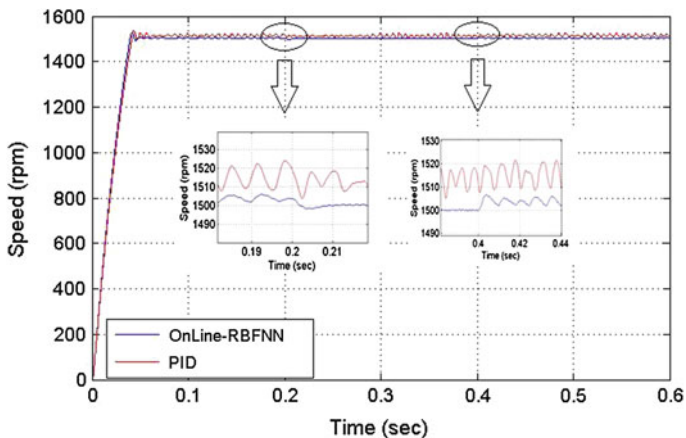 1600
1400
1200
1000
800
600
400
200
0
Speed (rpm)
0 0.1 0.2 0.3 0.4 0.5 0.6
Time (sec)
OnLine-RBFNN
PID
1530
1520
1510
1500
1490
Speed (rpm)
0.19 0.2 0.21
Time (sec)
1530
1520
1510
1500
1490
Speed (rpm)
0.4 0.42 0.44
Time (sec)